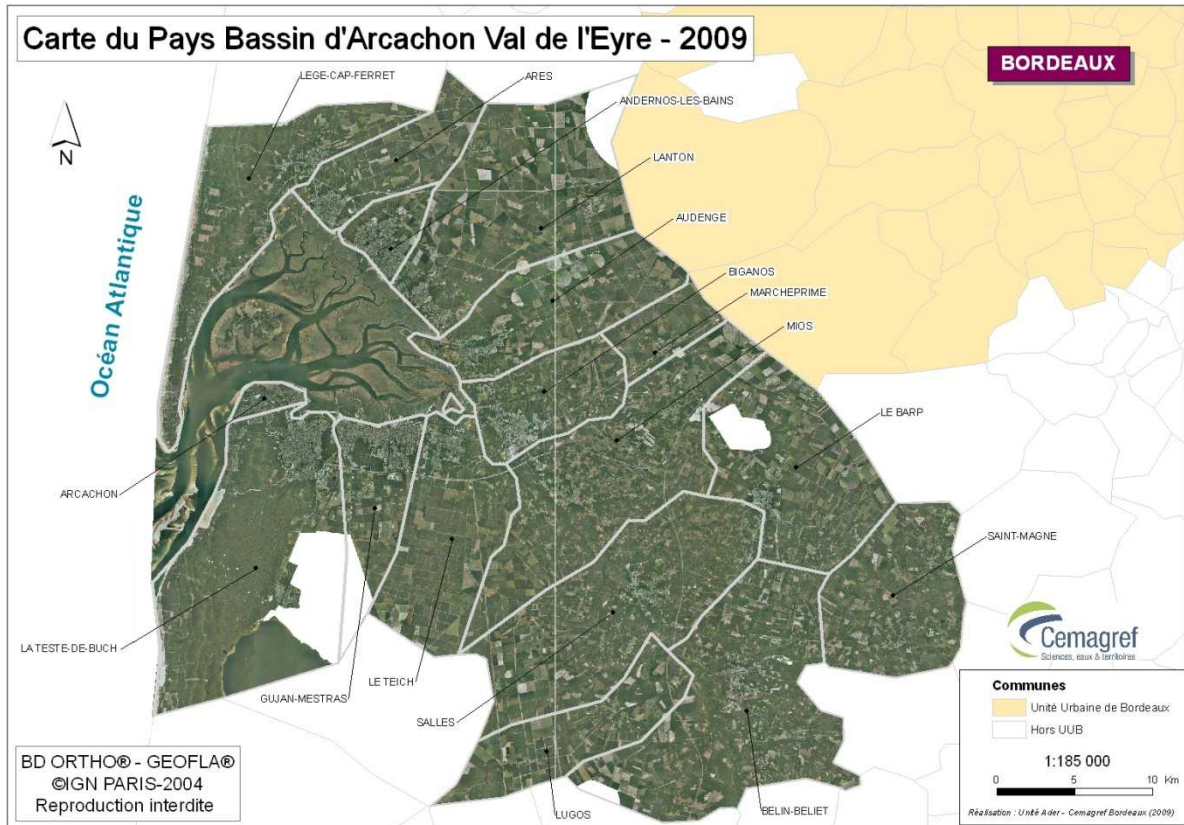 Carte du Pays Bassin d'Arcachon Val de l'Eyre - 2009
BORDEAUX
LEGE-CAP-FERRET
ARES
ANDERNOS-LES-BAINS
N
LANTON
AUDENGE
Océan Atlantique
BIGANOS
MARCHEPRIME
MIOS
LE BARP
ARCACHON
SAINT-MAGNE
LA TESTE-DE-BUCH
GUJAN-MESTRAS
LE TEICH
SALLES
LUGOS
BELIN-BELIET
Cemagref
Sciences, eaux & territoires
Communes
Unité Urbaine de Bordeaux
Hors UUB
1:185 000
0 5 10 Km
Réalisation : Unité Ader - Cemagref Bordeaux (2009)
BD ORTHO® - GEOFLA®
©IGN PARIS-2004
Reproduction interdite